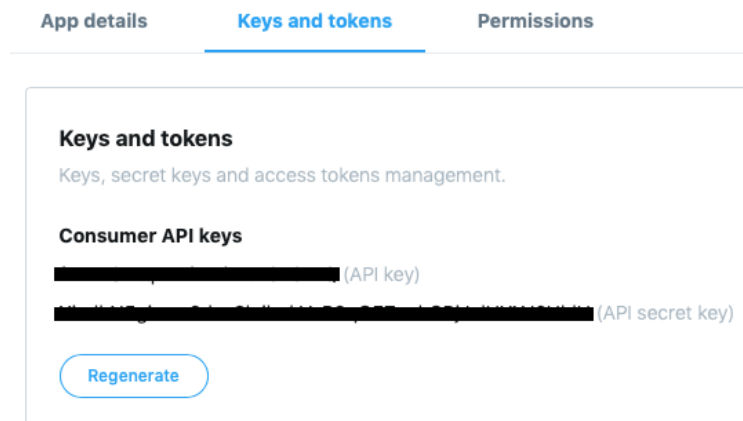 App details Keys and tokens Permissions
Keys and tokens
Keys, secret keys and access tokens management.
Consumer API keys
(API key)
(API secret key)
Regenerate